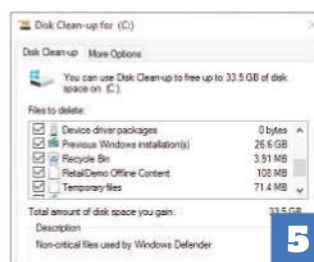 Disk Clean-up for (C:)
Disk Clean-up More Options
You can use Disk Clean-up to free up to 33.5 GB of disk
space on (C:).
Files to delete:
Device driver packages 0 bytes
Previous Windows installation(s) 26.6 GB
Recycle Bin 3.91 MB
RetailDemo Offline Content 108 MB
Temporary files 71.4 MB
Total amount of disk space you gain: 33.5 GB
Description
Non-critical files used by Windows Defender
5